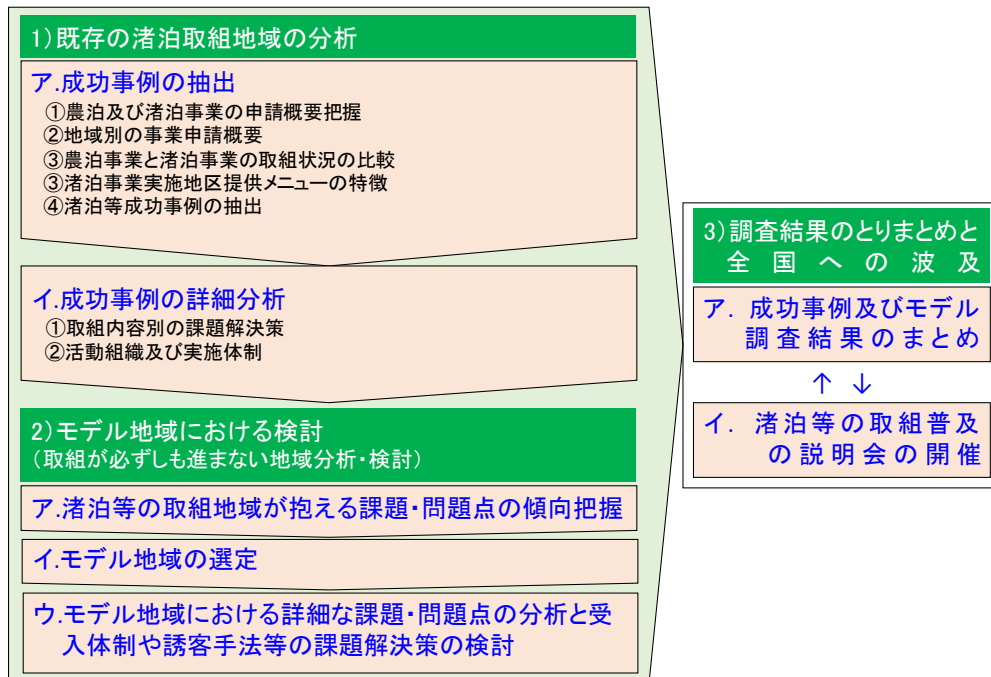 1)既存の渚泊取組地域の分析
ア.成功事例の抽出
①農泊及び渚泊事業の申請概要把握
②地域別の事業申請概要
③農泊事業と渚泊事業の取組状況の比較
③渚泊事業実施地区提供メニューの特徴
④渚泊等成功事例の抽出
イ.成功事例の詳細分析
①取組内容別の課題解決策
②活動組織及び実施体制
2)モデル地域における検討
(取組が必ずしも進まない地域分析・検討)
ア.渚泊等の取組地域が抱える課題・問題点の傾向把握
イ.モデル地域の選定
ウ.モデル地域における詳細な課題・問題点の分析と受
入体制や誘客手法等の課題解決策の検討
3)調査結果のとりまとめと
全国への波及
ア. 成功事例及びモデル
調査結果のまとめ
↑ ↓
イ. 渚泊等の取組普及
の説明会の開催